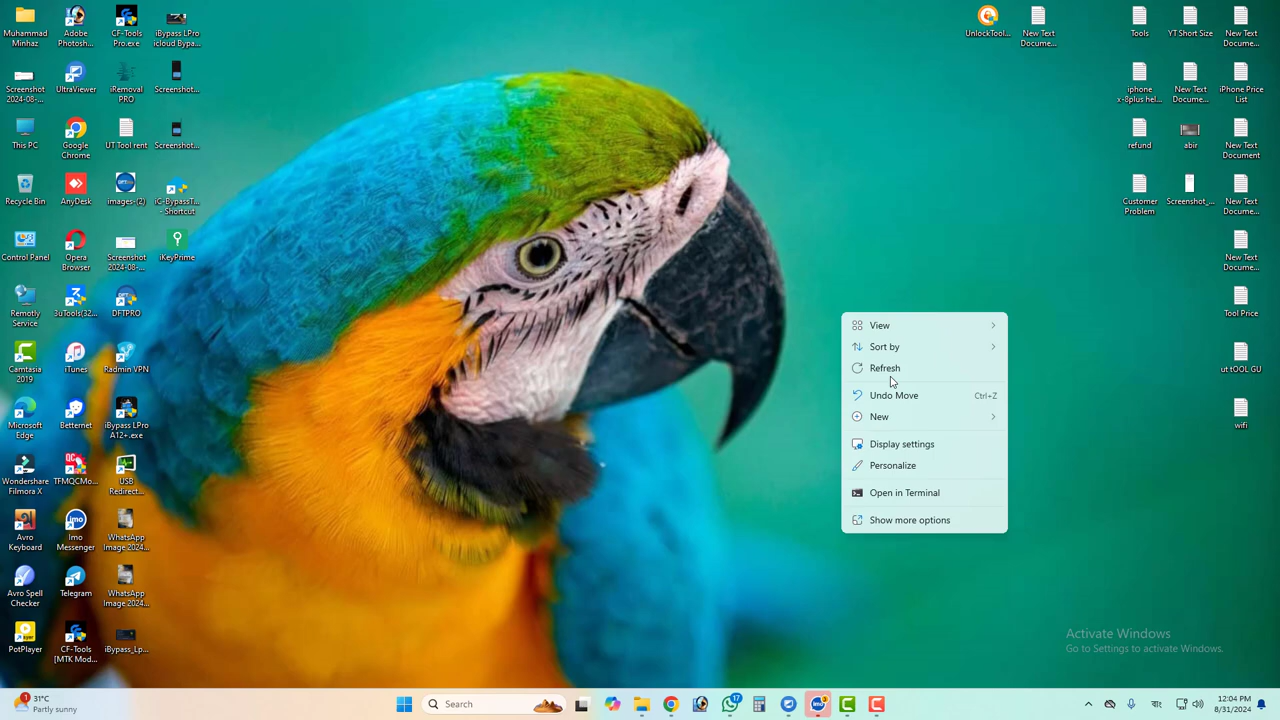 Muhammad
Minhaz
Adobe
Photosh...
CF-Tools
Pro.exe
iBypass LPro
icloud Bypa...
UnlockTool...
New Text
Docume...
Tools
YT Short Size
New Text
Docume...
Screenshot
2024-08-...
UltraViewer
iRemoval
PRO
Screenshot...
iphone
x-8plus hel...
New Text
Docume...
iPhone Price
List
This PC
Google
Chrome
UT Tool rent
Screenshot...
refund
abir
New Text
Document
Recycle Bin
AnyDesk
images-(2)
iC-BypassT...
- Shortcut
Customer
Problem
Screenshot_...
New Text
Docume...
Control Panel
Opera
Browser
Screenshot
2024-08-...
iKeyPrime
New Text
Docume...
Remotly
Service
3uTools(32...
DFTPRO
Tool Price
Camtasia
2019
iTunes
Radmin VPN
ut tOOL GU
Microsoft
Edge
Betternet
iBypass LPro
A12+.exe
wifi
Wondershare
Filmora X
TFMQCMo...
USB
Redirect...
Avro
Keyboard
Imo
Messenger
WhatsApp
Image 2024...
Avro Spell
Checker
Telegram
WhatsApp
Image 2024...
PotPlayer
CF-Tools
[MTK Mod...
iBypass_Lp...
View
Sort by
Refresh
Undo Move Ctrl+Z
New
Display settings
Personalize
Open in Terminal
Show more options
Activate Windows
Go to Settings to activate Windows.
1
31°C
Partly sunny
Search
17
imo
বাং
12:04 PM
8/31/2024